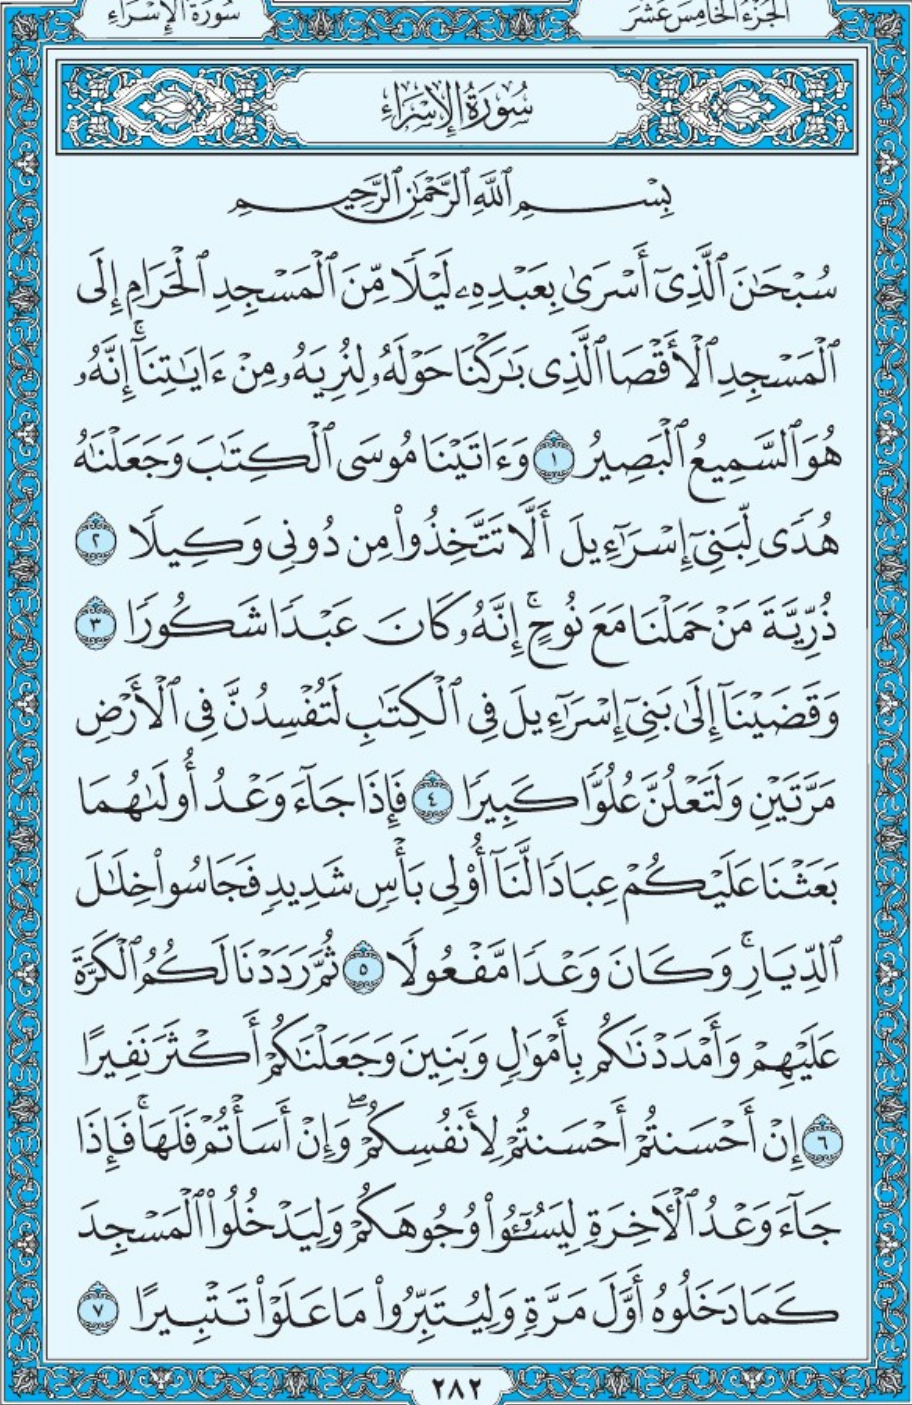 الجُزْءُ الخَامِسَ عَشَرَ
سُورَةُ الإِسْرَاءِ
سُورَةُ الإِسْرَاءِ
بِسْمِ ٱللَّهِ ٱلرَّحْمَٰنِ ٱلرَّحِيمِ
سُبْحَٰنَ ٱلَّذِىٓ أَسْرَىٰ بِعَبْدِهِۦ لَيْلًا مِّنَ ٱلْمَسْجِدِ ٱلْحَرَامِ إِلَى
ٱلْمَسْجِدِ ٱلْأَقْصَا ٱلَّذِى بَٰرَكْنَا حَوْلَهُۥ لِنُرِيَهُۥ مِنْ ءَايَٰتِنَآ ۚ إِنَّهُۥ
هُوَ ٱلسَّمِيعُ ٱلْبَصِيرُ ١ وَءَاتَيْنَا مُوسَى ٱلْكِتَٰبَ وَجَعَلْنَٰهُ
هُدًى لِّبَنِىٓ إِسْرَٰٓءِيلَ أَلَّا تَتَّخِذُوا۟ مِن دُونِى وَكِيلًا ٢
ذُرِّيَّةَ مَنْ حَمَلْنَا مَعَ نُوحٍ ۚ إِنَّهُۥ كَانَ عَبْدًا شَكُورًا ٣
وَقَضَيْنَآ إِلَىٰ بَنِىٓ إِسْرَٰٓءِيلَ فِى ٱلْكِتَٰبِ لَتُفْسِدُنَّ فِى ٱلْأَرْضِ
مَرَّتَيْنِ وَلَتَعْلُنَّ عُلُوًّا كَبِيرًا ٤ فَإِذَا جَآءَ وَعْدُ أُولَىٰهُمَا
بَعَثْنَا عَلَيْكُمْ عِبَادًا لَّنَآ أُو۟لِى بَأْسٍ شَدِيدٍ فَجَاسُوا۟ خِلَٰلَ
ٱلدِّيَارِ ۚ وَكَانَ وَعْدًا مَّفْعُولًا ٥ ثُمَّ رَدَدْنَا لَكُمُ ٱلْكَرَّةَ
عَلَيْهِمْ وَأَمْدَدْنَٰكُم بِأَمْوَٰلٍ وَبَنِينَ وَجَعَلْنَٰكُمْ أَكْثَرَ نَفِيرًا
٦ إِنْ أَحْسَنتُمْ أَحْسَنتُمْ لِأَنفُسِكُمْ ۖ وَإِنْ أَسَأْتُمْ فَلَهَا ۚ فَإِذَا
جَآءَ وَعْدُ ٱلْءَاخِرَةِ لِيَسُـۥٓـُٔوا۟ وُجُوهَكُمْ وَلِيَدْخُلُوا۟ ٱلْمَسْجِدَ
كَمَا دَخَلُوهُ أَوَّلَ مَرَّةٍ وَلِيُتَبِّرُوا۟ مَا عَلَوْا۟ تَتْبِيرًا ٧
٢٨٢